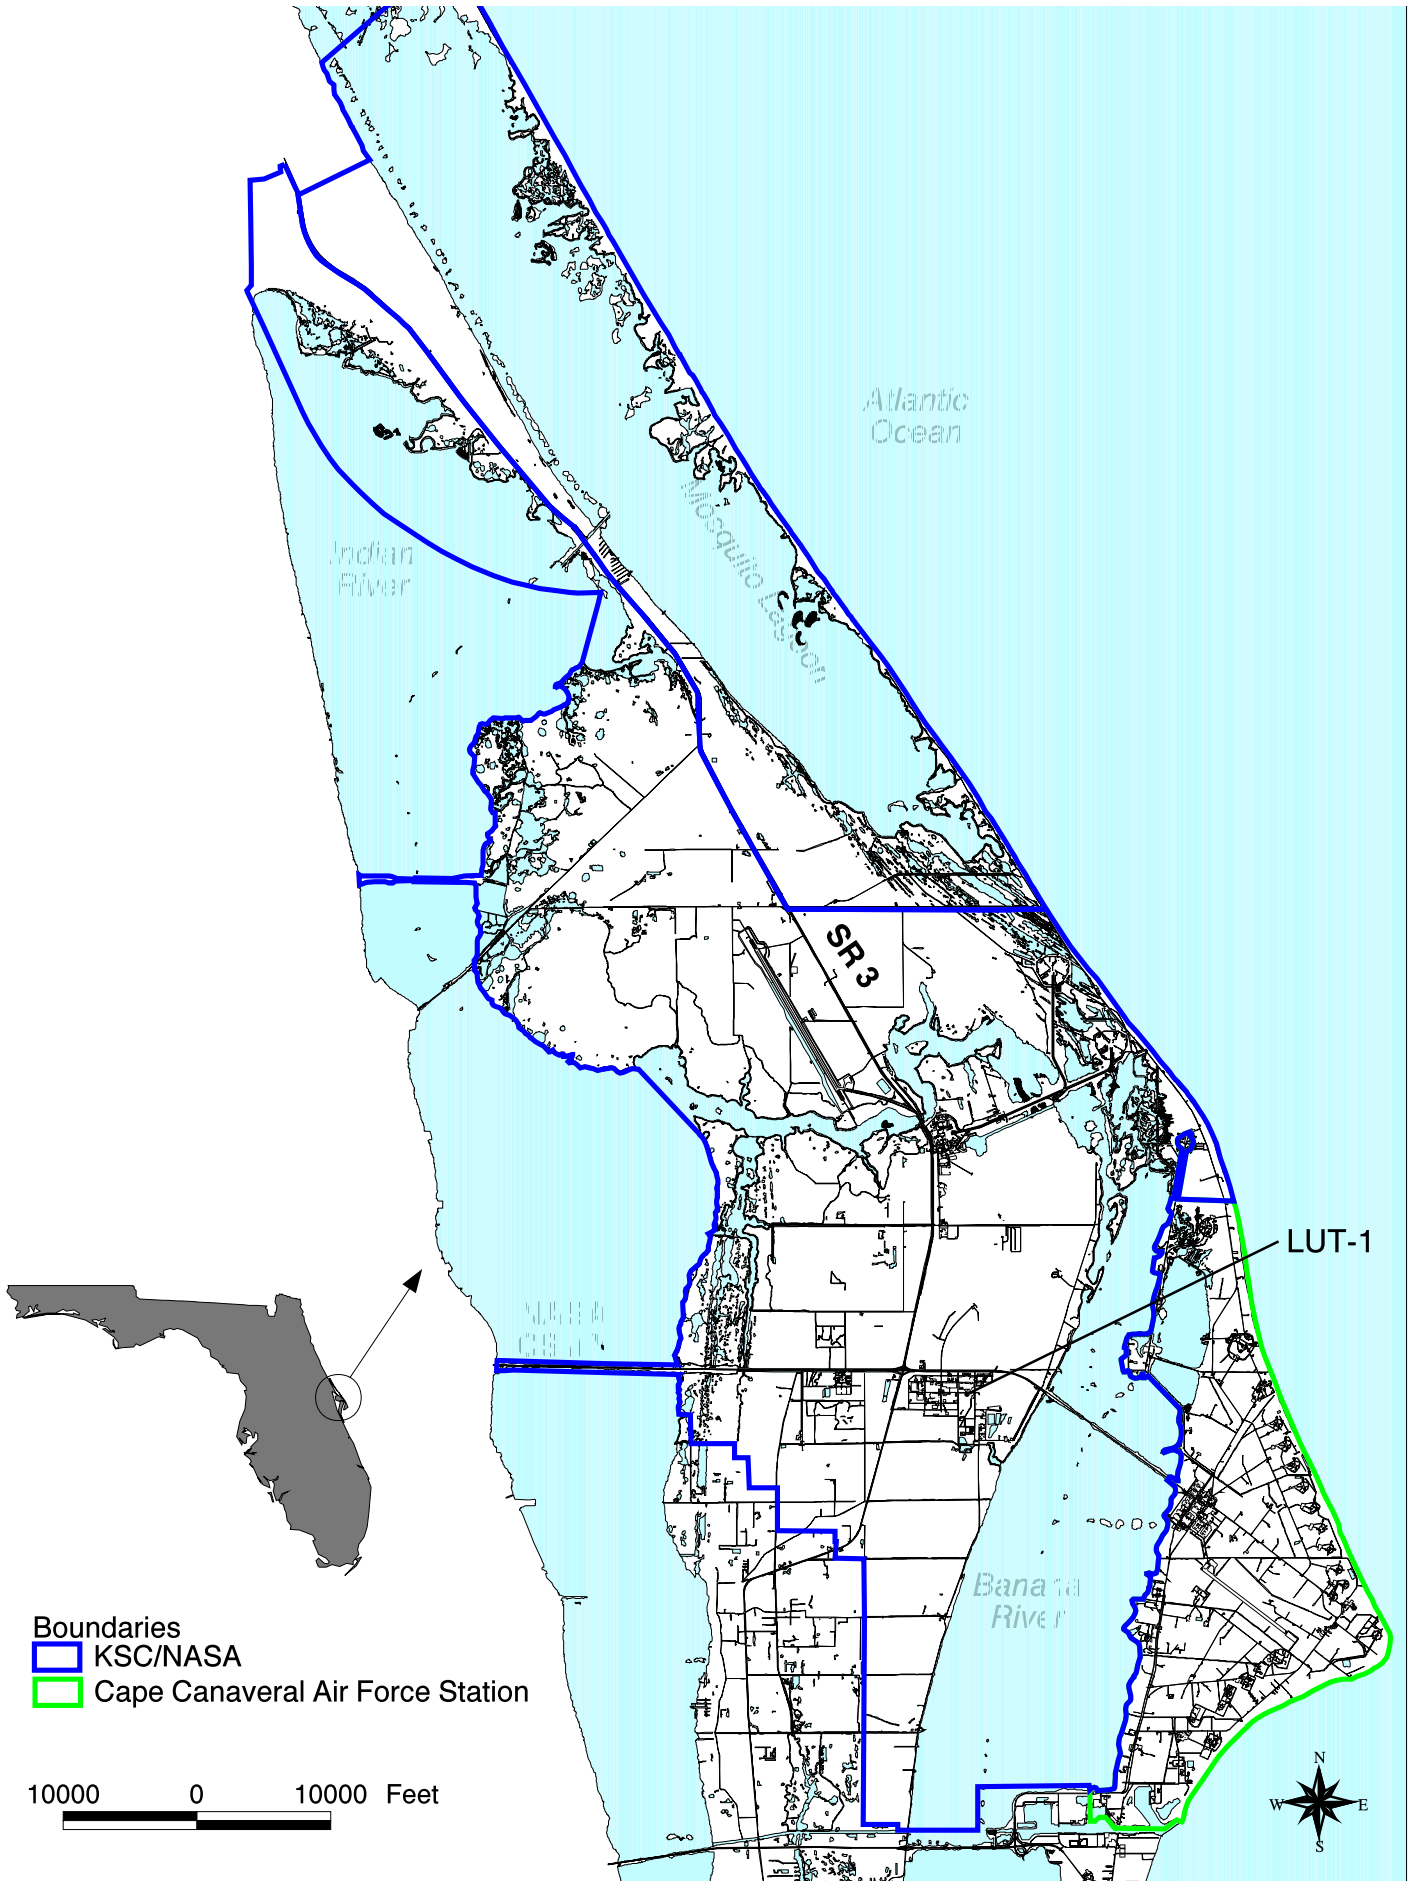 Atlantic
Ocean
Mosquito Lagoon
Indian
River
SR 3
LUT-1
Banana
River
Boundaries
KSC/NASA
Cape Canaveral Air Force Station
10000 0 10000 Feet
N
W E
S